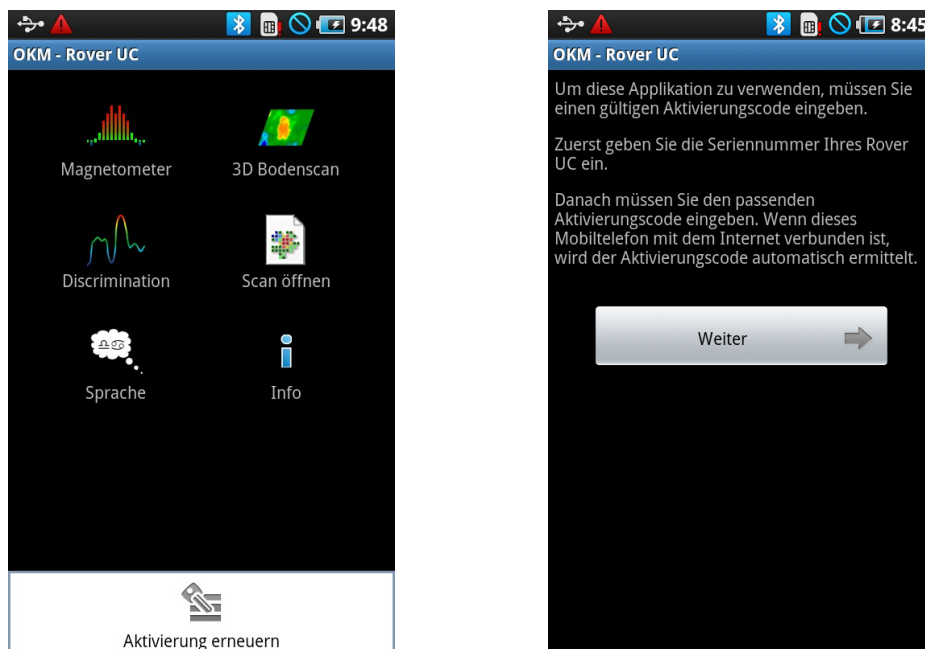 9:48
OKM - Rover UC
Magnetometer
3D Bodenscan
Discrimination
Scan öffnen
Sprache
Info
Aktivierung erneuern
8:45
OKM - Rover UC
Um diese Applikation zu verwenden, müssen Sie
einen gültigen Aktivierungscode eingeben.
Zuerst geben Sie die Seriennummer Ihres Rover
UC ein.
Danach müssen Sie den passenden
Aktivierungscode eingeben. Wenn dieses
Mobiltelefon mit dem Internet verbunden ist,
wird der Aktivierungscode automatisch ermittelt.
Weiter